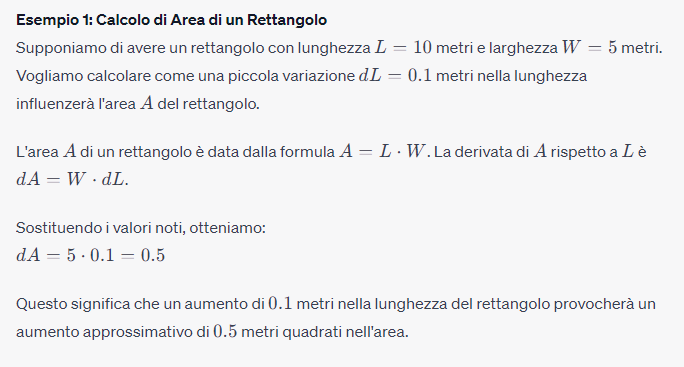 Esempio 1: Calcolo di Area di un Rettangolo
Supponiamo di avere un rettangolo con lunghezza L = 10 metri e larghezza W = 5 metri.
Vogliamo calcolare come una piccola variazione dL = 0.1 metri nella lunghezza
influenzerà l'area A del rettangolo.
L'area A di un rettangolo è data dalla formula A = L · W. La derivata di A rispetto a L è
dA = W · dL.
Sostituendo i valori noti, otteniamo:
dA = 5 · 0.1 = 0.5
Questo significa che un aumento di 0.1 metri nella lunghezza del rettangolo provocherà un
aumento approssimativo di 0.5 metri quadrati nell'area.